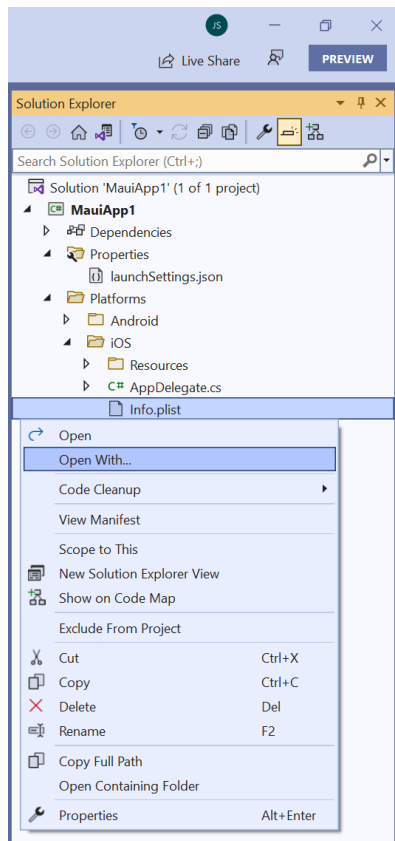 JS
Live Share
PREVIEW
Solution Explorer
Search Solution Explorer (Ctrl+;)
Solution 'MauiApp1' (1 of 1 project)
C# MauiApp1
Dependencies
Properties
launchSettings.json
Platforms
Android
iOS
Resources
C# AppDelegate.cs
Info.plist
Open
Open With...
Code Cleanup
View Manifest
Scope to This
New Solution Explorer View
Show on Code Map
Exclude From Project
Cut Ctrl+X
Copy Ctrl+C
Delete Del
Rename F2
Copy Full Path
Open Containing Folder
Properties Alt+Enter